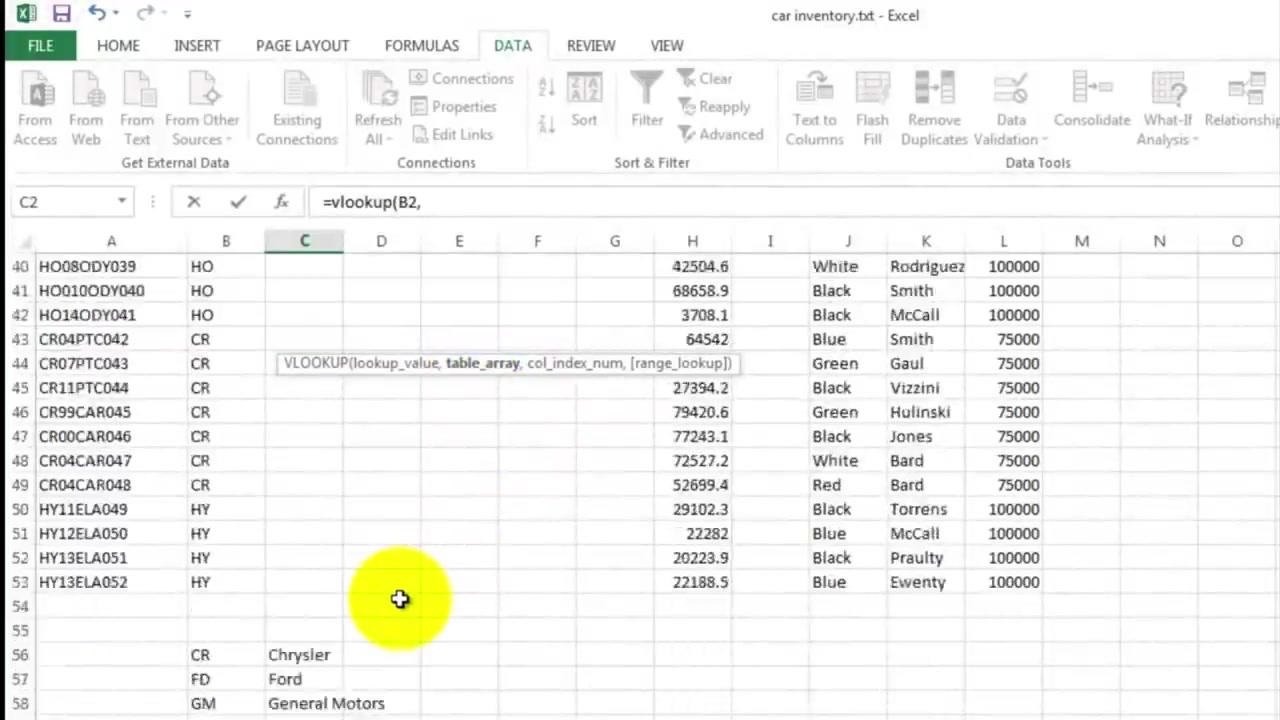 car inventory.txt - Excel
FILE HOME INSERT PAGE LAYOUT FORMULAS DATA REVIEW VIEW
From Access From Web From Text From Other Sources Existing Connections Refresh All Connections Properties Edit Links Sort Filter Clear Reapply Advanced Text to Columns Flash Fill Remove Duplicates Data Validation Consolidate What-If Analysis Relationship
Get External Data Connections Sort & Filter Data Tools
C2 fx =vlookup(B2,
A B C D E F G H I J K L M N O
40 HO08ODY039 HO 42504.6 White Rodriguez 100000
41 HO010ODY040 HO 68658.9 Black Smith 100000
42 HO14ODY041 HO 3708.1 Black McCall 100000
43 CR04PTC042 CR 64542 Blue Smith 75000
44 CR07PTC043 CR VLOOKUP(lookup_value, table_array, col_index_num, [range_lookup]) Green Gaul 75000
45 CR11PTC044 CR 27394.2 Black Vizzini 75000
46 CR99CAR045 CR 79420.6 Green Hulinski 75000
47 CR00CAR046 CR 77243.1 Black Jones 75000
48 CR04CAR047 CR 72527.2 White Bard 75000
49 CR04CAR048 CR 52699.4 Red Bard 75000
50 HY11ELA049 HY 29102.3 Black Torrens 100000
51 HY12ELA050 HY 22282 Blue McCall 100000
52 HY13ELA051 HY 20223.9 Black Praulty 100000
53 HY13ELA052 HY 22188.5 Blue Ewenty 100000
54
55
56 CR Chrysler
57 FD Ford
58 GM General Motors